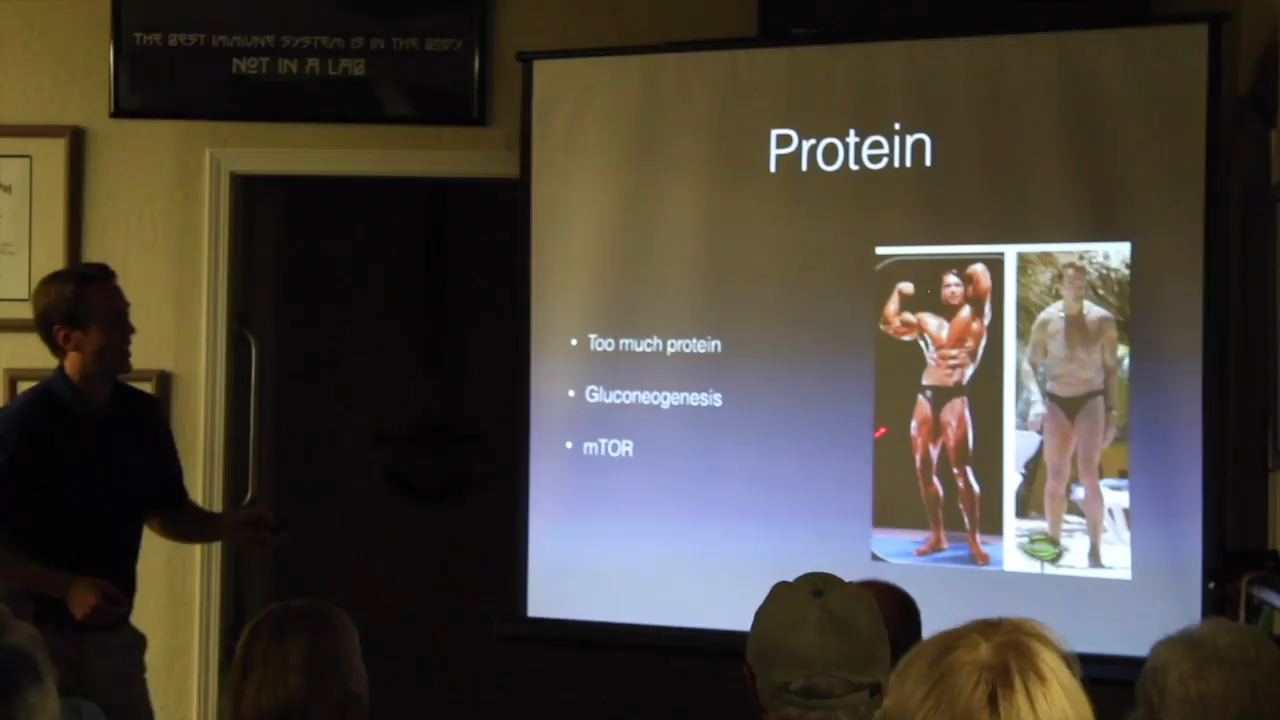 THE BEST IMMUNE SYSTEM IS IN THE BODY,
NOT IN A LAB
Protein
• Too much protein
• Gluconeogenesis
• mTOR